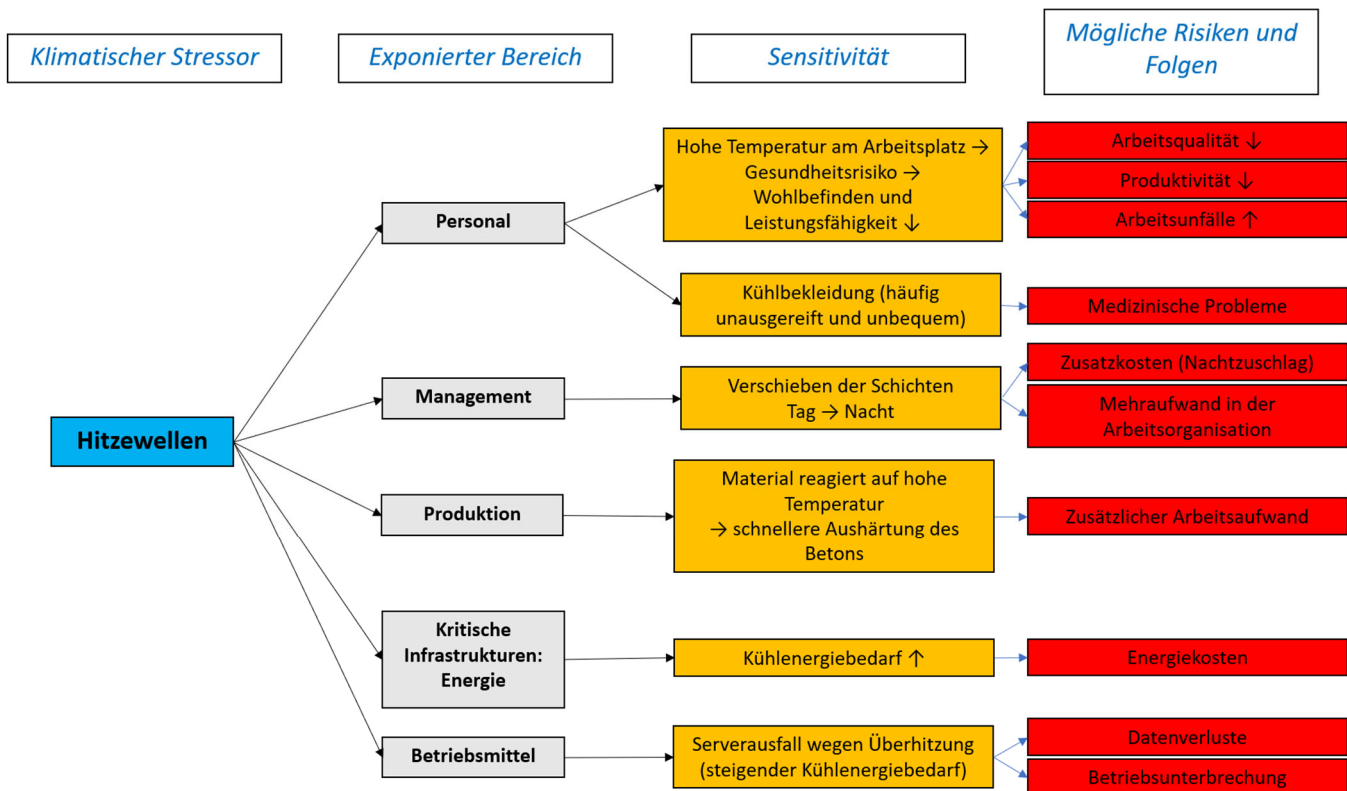 Klimatischer Stressor
Exponierter Bereich
Sensitivität
Mögliche Risiken und
Folgen
Hitzewellen
Personal
Hohe Temperatur am Arbeitsplatz →
Gesundheitsrisiko →
Wohlbefinden und
Leistungsfähigkeit ↓
Arbeitsqualität ↓
Produktivität ↓
Arbeitsunfälle ↑
Kühlbekleidung (häufig
unausgereift und unbequem)
Medizinische Probleme
Management
Verschieben der Schichten
Tag → Nacht
Zusatzkosten (Nachtzuschlag)
Mehraufwand in der
Arbeitsorganisation
Produktion
Material reagiert auf hohe
Temperatur
→ schnellere Aushärtung des
Betons
Zusätzlicher Arbeitsaufwand
Kritische
Infrastrukturen:
Energie
Kühlenergiebedarf ↑
Energiekosten
Betriebsmittel
Serverausfall wegen Überhitzung
(steigender Kühlenergiebedarf)
Datenverluste
Betriebsunterbrechung